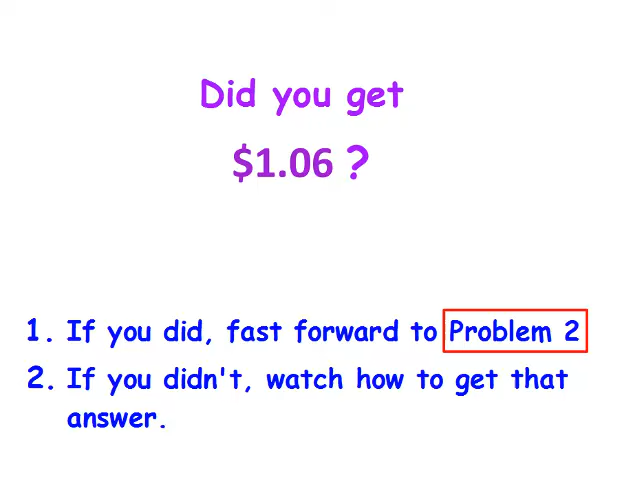 Did you get
$1.06 ?
1. If you did, fast forward to Problem 2
2. If you didn't, watch how to get that
answer.